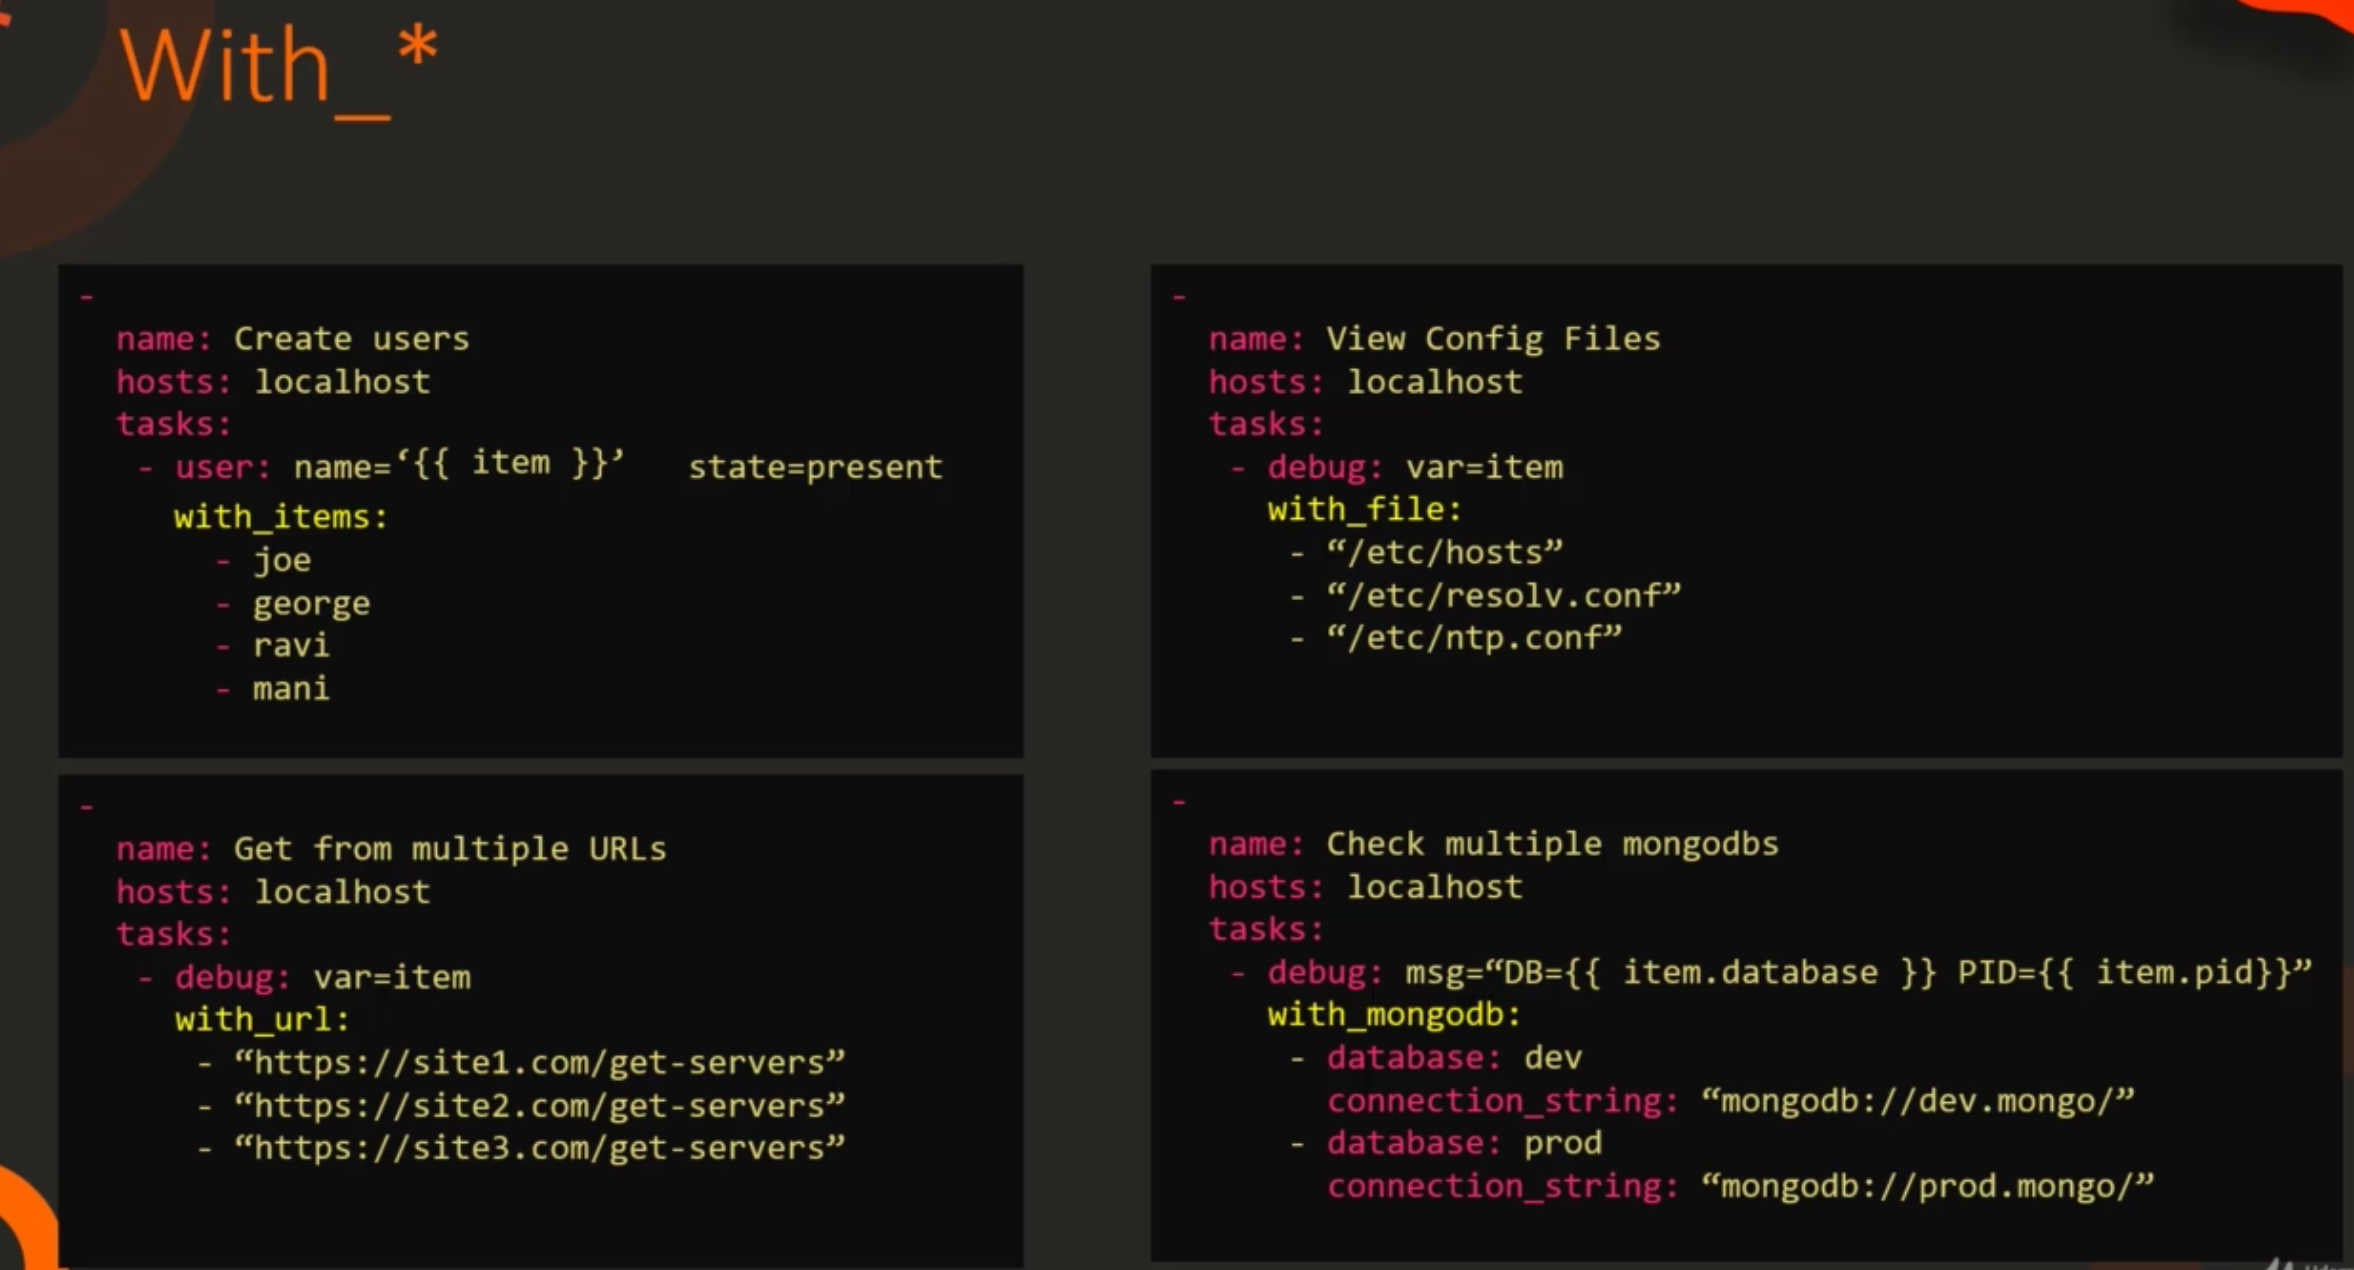 With_*
-
name: Create users
hosts: localhost
tasks:
- user: name=‘{{ item }}’ state=present
with_items:
- joe
- george
- ravi
- mani
-
name: View Config Files
hosts: localhost
tasks:
- debug: var=item
with_file:
- “/etc/hosts”
- “/etc/resolv.conf”
- “/etc/ntp.conf”
-
name: Get from multiple URLs
hosts: localhost
tasks:
- debug: var=item
with_url:
- “https://site1.com/get-servers”
- “https://site2.com/get-servers”
- “https://site3.com/get-servers”
-
name: Check multiple mongodbs
hosts: localhost
tasks:
- debug: msg=“DB={{ item.database }} PID={{ item.pid}}”
with_mongodb:
- database: dev
connection_string: “mongodb://dev.mongo/”
- database: prod
connection_string: “mongodb://prod.mongo/”